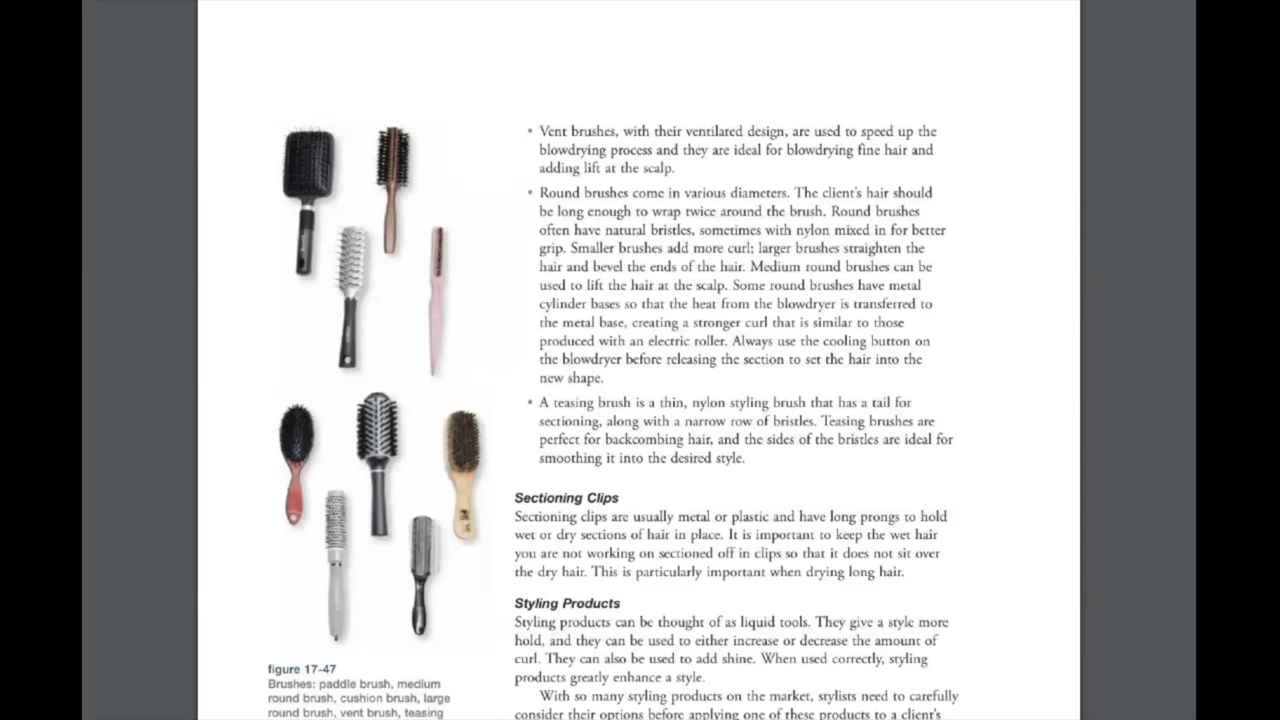 • Vent brushes, with their ventilated design, are used to speed up the
blowdrying process and they are ideal for blowdrying fine hair and
adding lift at the scalp.
• Round brushes come in various diameters. The client's hair should
be long enough to wrap twice around the brush. Round brushes
often have natural bristles, sometimes with nylon mixed in for better
grip. Smaller brushes add more curl; larger brushes straighten the
hair and bevel the ends of the hair. Medium round brushes can be
used to lift the hair at the scalp. Some round brushes have metal
cylinder bases so that the heat from the blowdryer is transferred to
the metal base, creating a stronger curl that is similar to those
produced with an electric roller. Always use the cooling button on
the blowdryer before releasing the section to set the hair into the
new shape.
• A teasing brush is a thin, nylon styling brush that has a tail for
sectioning, along with a narrow row of bristles. Teasing brushes are
perfect for backcombing hair, and the sides of the bristles are ideal for
smoothing it into the desired style.
Sectioning Clips
Sectioning clips are usually metal or plastic and have long prongs to hold
wet or dry sections of hair in place. It is important to keep the wet hair
you are not working on sectioned off in clips so that it does not sit over
the dry hair. This is particularly important when drying long hair.
Styling Products
Styling products can be thought of as liquid tools. They give a style more
hold, and they can be used to either increase or decrease the amount of
curl. They can also be used to add shine. When used correctly, styling
products greatly enhance a style.
With so many styling products on the market, stylists need to carefully
consider their options before applying one of these products to a client's
figure 17-47
Brushes: paddle brush, medium
round brush, cushion brush, large
round brush, vent brush, teasing